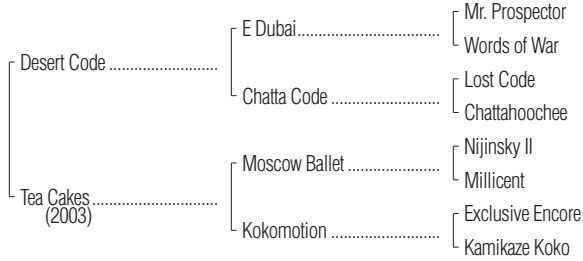 Mr. Prospector
E Dubai..............................
Words of War
Desert Code ..........................
Lost Code
Chatta Code ..........................
Chattahoochee
Nijinsky II
Moscow Ballet ......................
Millicent
Tea Cakes ..............................
(2003)
Exclusive Encore
Kokomotion ..........................
Kamikaze Koko